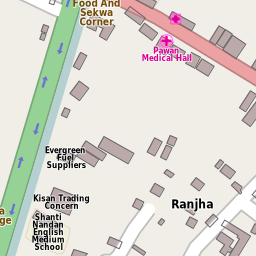 Food And
Sekwa
Corner
Pawan
Medical Hall
Evergreen
Fuel
Suppliers
Kisan Trading
Concern
Ranjha
Shanti
Nandan
English
Medium
School